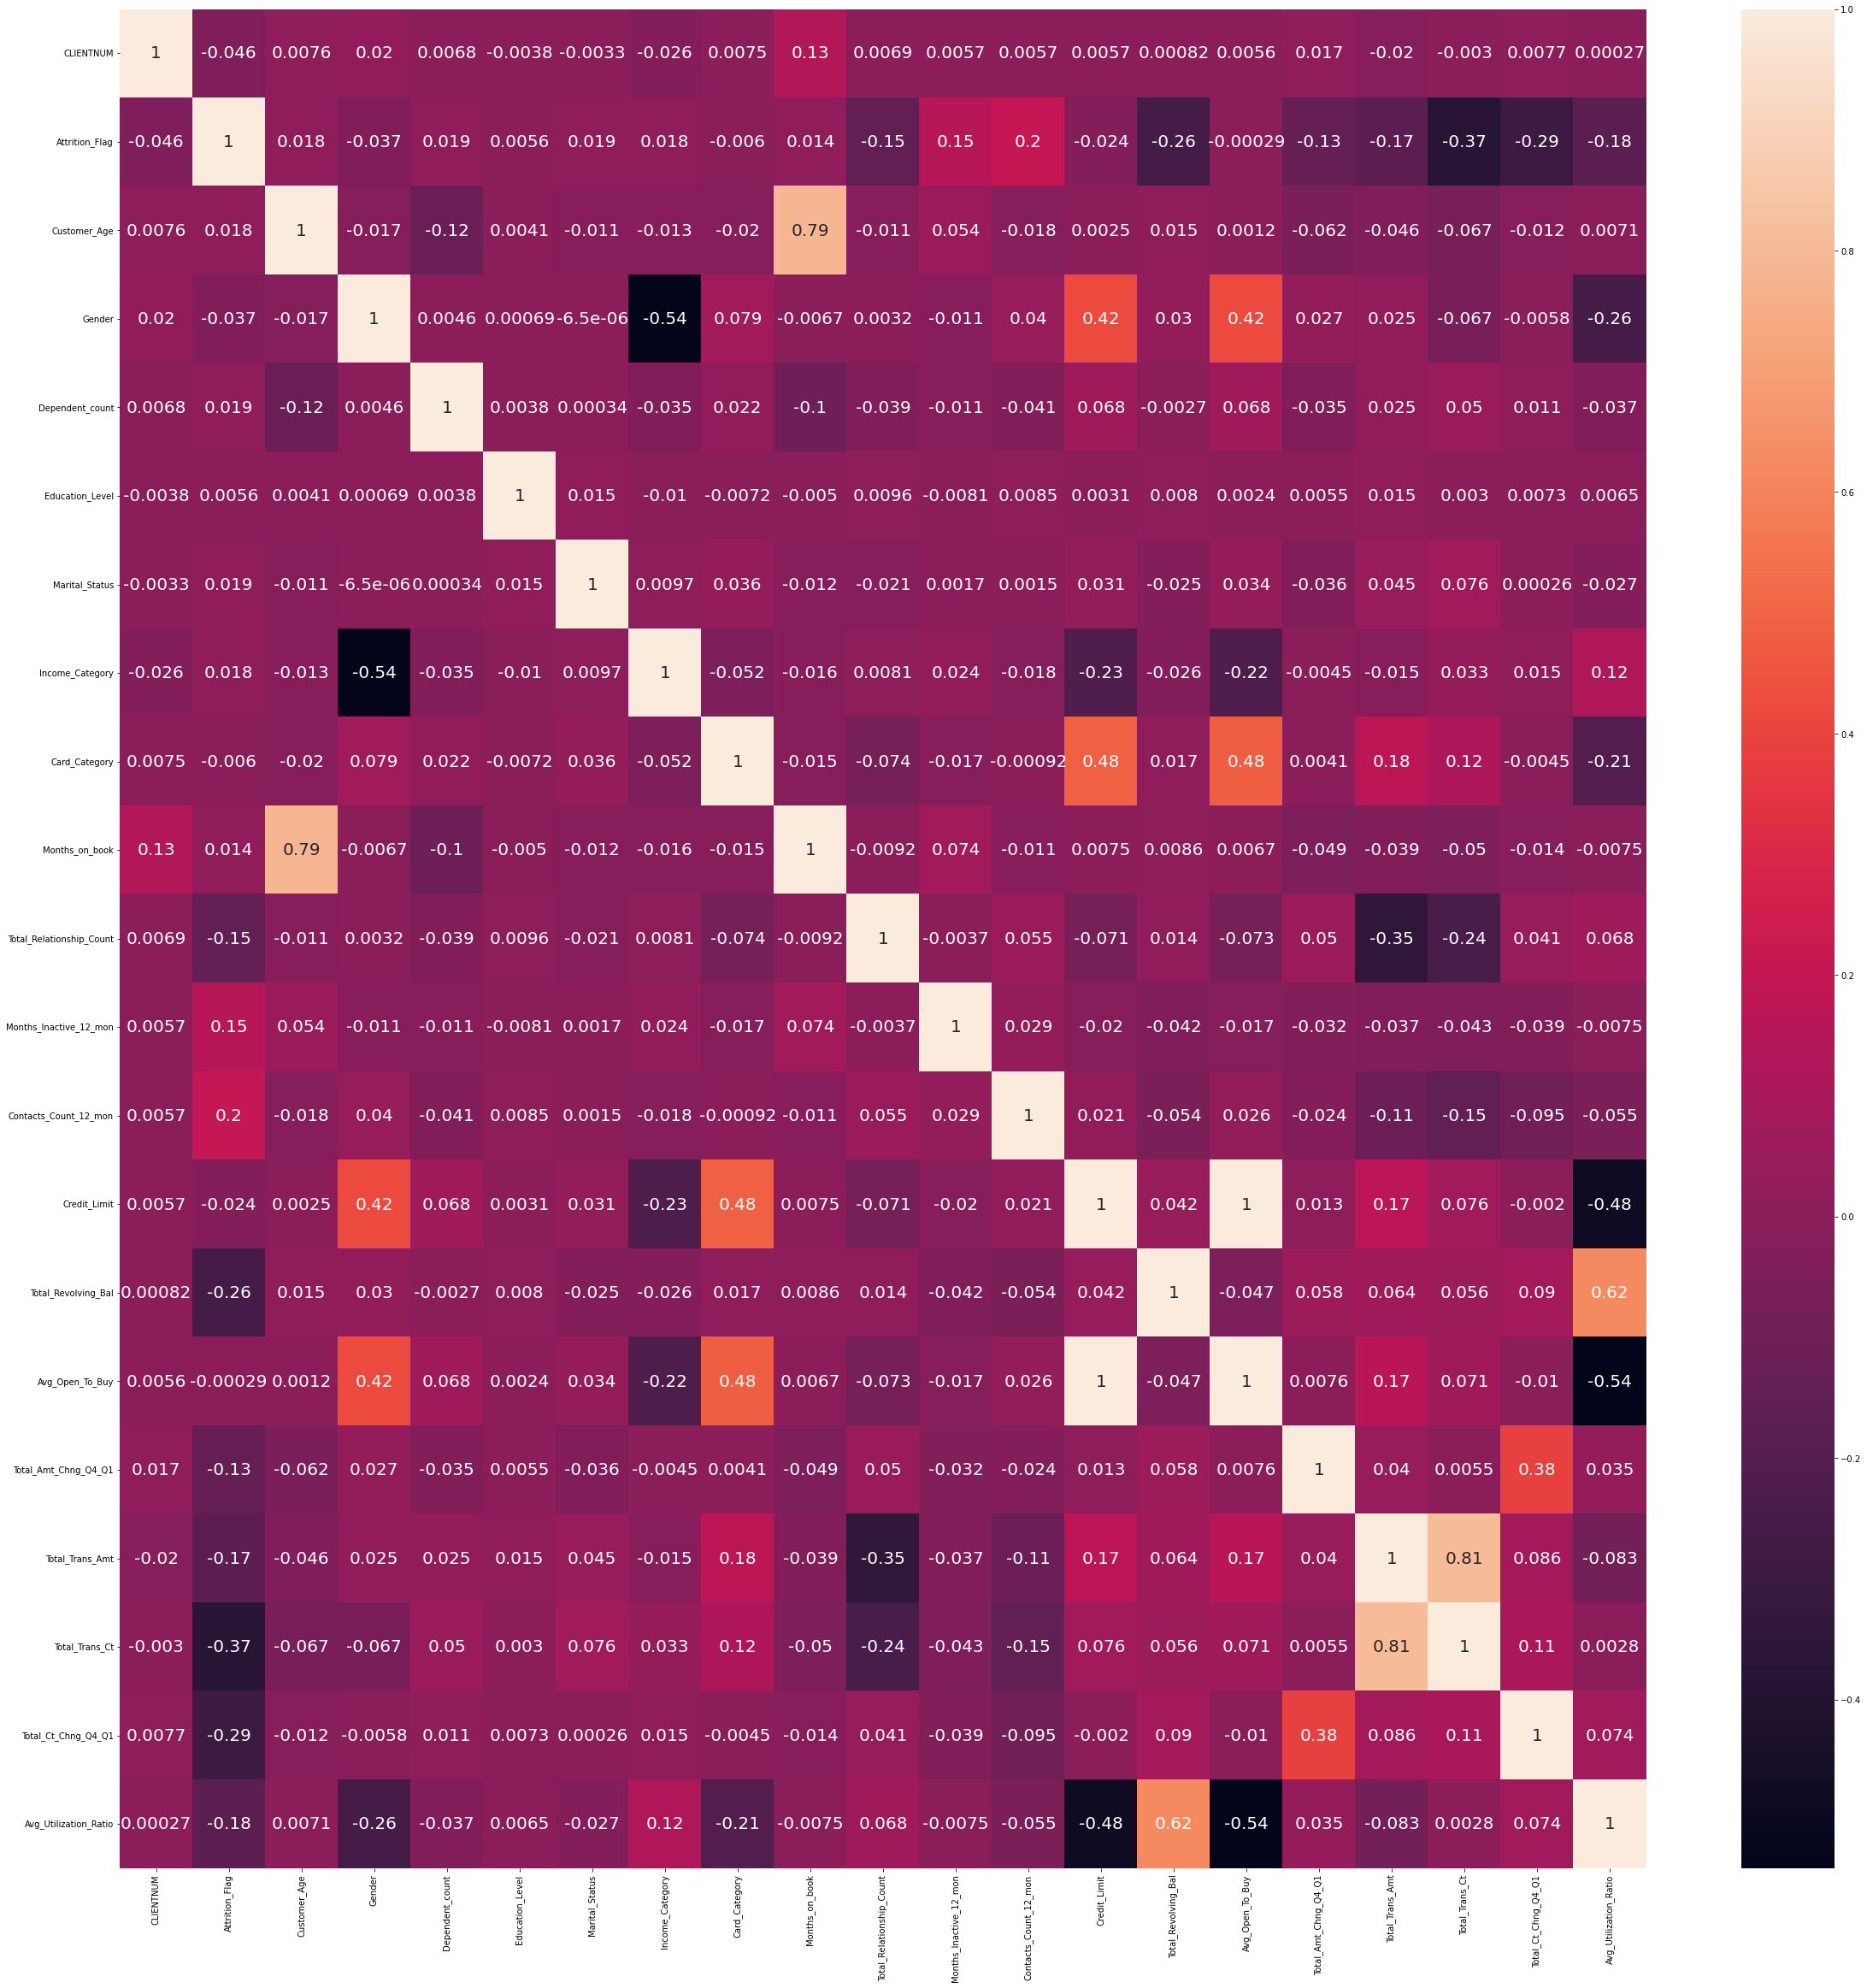 CLIENTNUM 1 -0.046 0.0076 0.02 0.0068 -0.0038 -0.0033 -0.026 0.0075 0.13 0.0069 0.0057 0.0057 0.0057 0.00082 0.0056 0.017 -0.02 -0.003 0.0077 0.00027
Attrition_Flag -0.046 1 0.018 -0.037 0.019 0.0056 0.019 0.018 -0.006 0.014 -0.15 0.15 0.2 -0.024 -0.26 -0.00029 -0.13 -0.17 -0.37 -0.29 -0.18
Customer_Age 0.0076 0.018 1 -0.017 -0.12 0.0041 -0.011 -0.013 -0.02 0.79 -0.011 0.054 -0.018 0.0025 0.015 0.0012 -0.062 -0.046 -0.067 -0.012 0.0071
Gender 0.02 -0.037 -0.017 1 0.0046 0.00069 -6.5e-06 -0.54 0.079 -0.0067 0.0032 -0.011 0.04 0.42 0.03 0.42 0.027 0.025 -0.067 -0.0058 -0.26
Dependent_count 0.0068 0.019 -0.12 0.0046 1 0.0038 0.00034 -0.035 0.022 -0.1 -0.039 -0.011 -0.041 0.068 -0.0027 0.068 -0.035 0.025 0.05 0.011 -0.037
Education_Level -0.0038 0.0056 0.0041 0.00069 0.0038 1 0.015 -0.01 -0.0072 -0.005 0.0096 -0.0081 0.0085 0.0031 0.008 0.0024 0.0055 0.015 0.003 0.0073 0.0065
Marital_Status -0.0033 0.019 -0.011 -6.5e-06 0.00034 0.015 1 0.0097 0.036 -0.012 -0.021 0.0017 0.0015 0.031 -0.025 0.034 -0.036 0.045 0.076 0.00026 -0.027
Income_Category -0.026 0.018 -0.013 -0.54 -0.035 -0.01 0.0097 1 -0.052 -0.016 0.0081 0.024 -0.018 -0.23 -0.026 -0.22 -0.0045 -0.015 0.033 0.015 0.12
Card_Category 0.0075 -0.006 -0.02 0.079 0.022 -0.0072 0.036 -0.052 1 -0.015 -0.074 -0.017 -0.00092 0.48 0.017 0.48 0.0041 0.18 0.12 -0.0045 -0.21
Months_on_book 0.13 0.014 0.79 -0.0067 -0.1 -0.005 -0.012 -0.016 -0.015 1 -0.0092 0.074 -0.011 0.0075 0.0086 0.0067 -0.049 -0.039 -0.05 -0.014 -0.0075
Total_Relationship_Count 0.0069 -0.15 -0.011 0.0032 -0.039 0.0096 -0.021 0.0081 -0.074 -0.0092 1 -0.0037 0.055 -0.071 0.014 -0.073 0.05 -0.35 -0.24 0.041 0.068
Months_Inactive_12_mon 0.0057 0.15 0.054 -0.011 -0.011 -0.0081 0.0017 0.024 -0.017 0.074 -0.0037 1 0.029 -0.02 -0.042 -0.017 -0.032 -0.037 -0.043 -0.039 -0.0075
Contacts_Count_12_mon 0.0057 0.2 -0.018 0.04 -0.041 0.0085 0.0015 -0.018 -0.00092 -0.011 0.055 0.029 1 0.021 -0.054 0.026 -0.024 -0.11 -0.15 -0.095 -0.055
Credit_Limit 0.0057 -0.024 0.0025 0.42 0.068 0.0031 0.031 -0.23 0.48 0.0075 -0.071 -0.02 0.021 1 0.042 1 0.013 0.17 0.076 -0.002 -0.48
Total_Revolving_Bal 0.00082 -0.26 0.015 0.03 -0.0027 0.008 -0.025 -0.026 0.017 0.0086 0.014 -0.042 -0.054 0.042 1 -0.047 0.058 0.064 0.056 0.09 0.62
Avg_Open_To_Buy 0.0056 -0.00029 0.0012 0.42 0.068 0.0024 0.034 -0.22 0.48 0.0067 -0.073 -0.017 0.026 1 -0.047 1 0.0076 0.17 0.071 -0.01 -0.54
Total_Amt_Chng_Q4_Q1 0.017 -0.13 -0.062 0.027 -0.035 0.0055 -0.036 -0.0045 0.0041 -0.049 0.05 -0.032 -0.024 0.013 0.058 0.0076 1 0.04 0.0055 0.38 0.035
Total_Trans_Amt -0.02 -0.17 -0.046 0.025 0.025 0.015 0.045 -0.015 0.18 -0.039 -0.35 -0.037 -0.11 0.17 0.064 0.17 0.04 1 0.81 0.086 -0.083
Total_Trans_Ct -0.003 -0.37 -0.067 -0.067 0.05 0.003 0.076 0.033 0.12 -0.05 -0.24 -0.043 -0.15 0.076 0.056 0.071 0.0055 0.81 1 0.11 0.0028
Total_Ct_Chng_Q4_Q1 0.0077 -0.29 -0.012 -0.0058 0.011 0.0073 0.00026 0.015 -0.0045 -0.014 0.041 -0.039 -0.095 -0.002 0.09 -0.01 0.38 0.086 0.11 1 0.074
Avg_Utilization_Ratio 0.00027 -0.18 0.0071 -0.26 -0.037 0.0065 -0.027 0.12 -0.21 -0.0075 0.068 -0.0075 -0.055 -0.48 0.62 -0.54 0.035 -0.083 0.0028 0.074 1
CLIENTNUM
Attrition_Flag
Customer_Age
Gender
Dependent_count
Education_Level
Marital_Status
Income_Category
Card_Category
Months_on_book
Total_Relationship_Count
Months_Inactive_12_mon
Contacts_Count_12_mon
Credit_Limit
Total_Revolving_Bal
Avg_Open_To_Buy
Total_Amt_Chng_Q4_Q1
Total_Trans_Amt
Total_Trans_Ct
Total_Ct_Chng_Q4_Q1
Avg_Utilization_Ratio
1.0
0.8
0.6
0.4
0.2
0.0
−0.2
−0.4